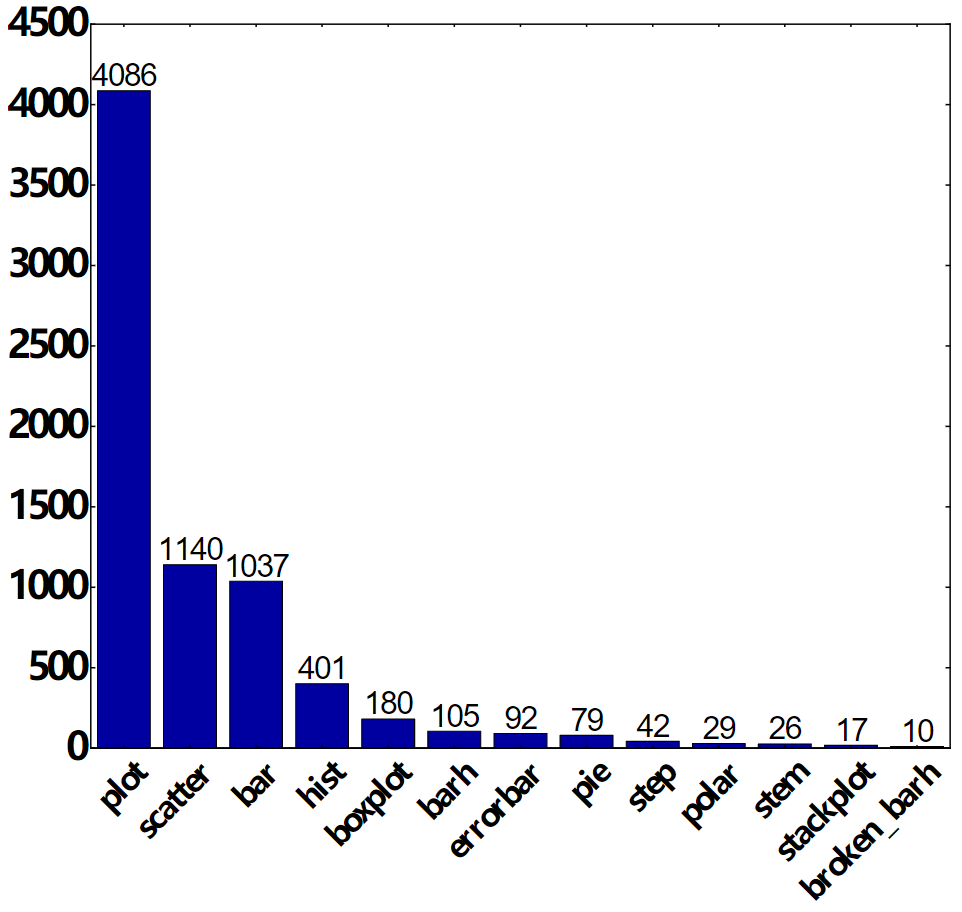 4500
4000
3500
3000
2500
2000
1500
1000
500
0
4086
1140
1037
401
180
105
92
79
42
29
26
17
10
plot
scatter
bar
hist
boxplot
barh
errorbar
pie
step
polar
stem
stackplot
broken_barh